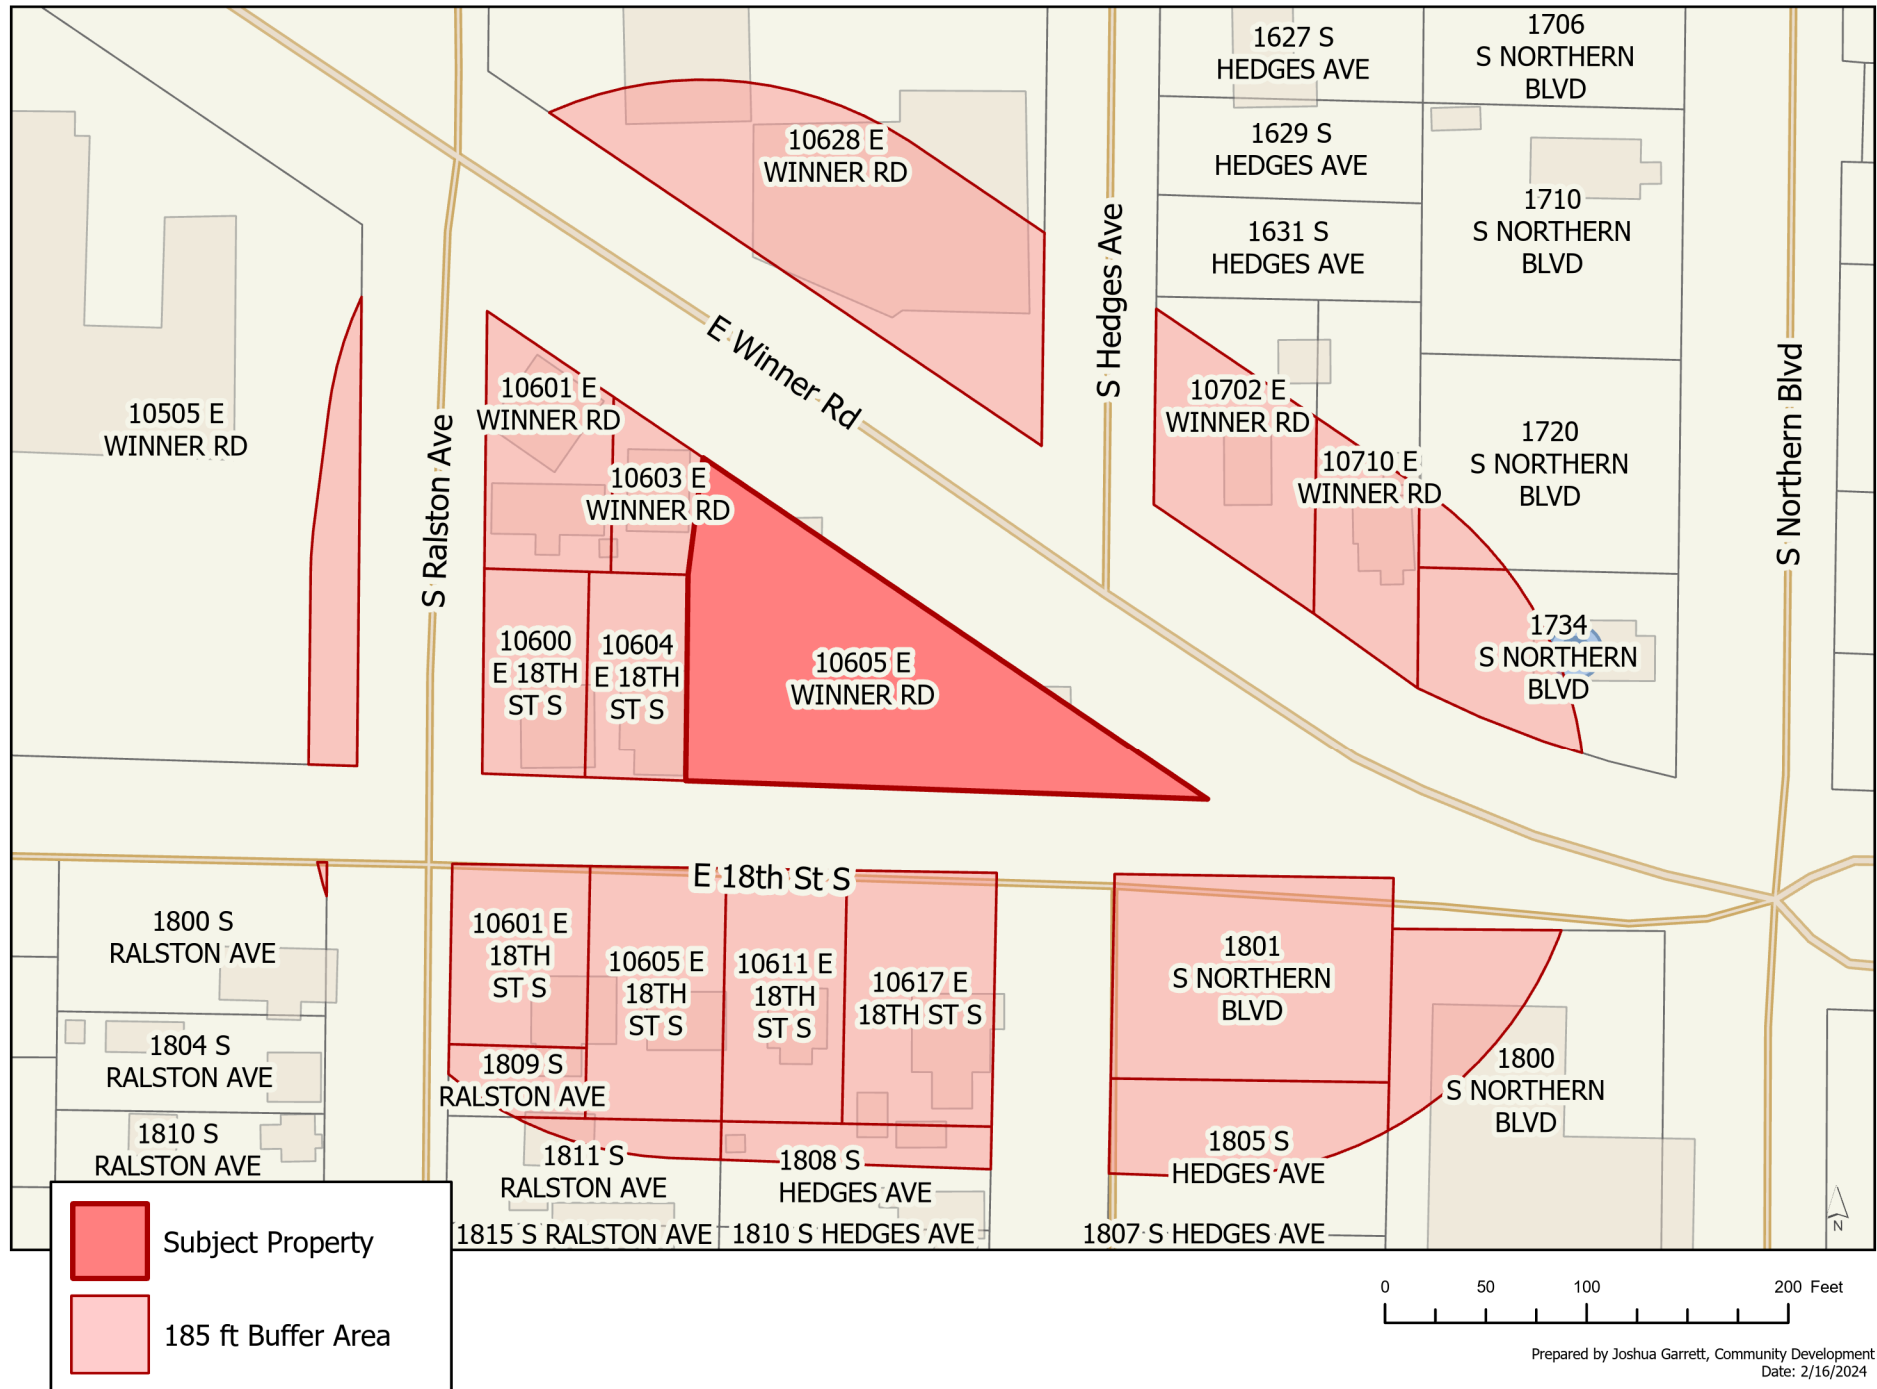 1627 S
HEDGES AVE
1706
S NORTHERN
BLVD
10628 E
WINNER RD
1629 S
HEDGES AVE
1710
S NORTHERN
BLVD
1631 S
HEDGES AVE
S Hedges Ave
E Winner Rd
S Northern Blvd
10505 E
WINNER RD
S Ralston Ave
10601 E
WINNER RD
10603 E
WINNER RD
10702 E
WINNER RD
10710 E
WINNER RD
1720
S NORTHERN
BLVD
10600
E 18TH
ST S
10604
E 18TH
ST S
10605 E
WINNER RD
1734
S NORTHERN
BLVD
E 18th St S
1800 S
RALSTON AVE
10601 E
18TH
ST S
10605 E
18TH
ST S
10611 E
18TH
ST S
10617 E
18TH ST S
1801
S NORTHERN
BLVD
1804 S
RALSTON AVE
1809 S
RALSTON AVE
1800
S NORTHERN
BLVD
1810 S
RALSTON AVE
1811 S
RALSTON AVE
1808 S
HEDGES AVE
1805 S
HEDGES AVE
1815 S RALSTON AVE
1810 S HEDGES AVE
1807 S HEDGES AVE
N
Subject Property
185 ft Buffer Area
0 50 100 200 Feet
Prepared by Joshua Garrett, Community Development
Date: 2/16/2024